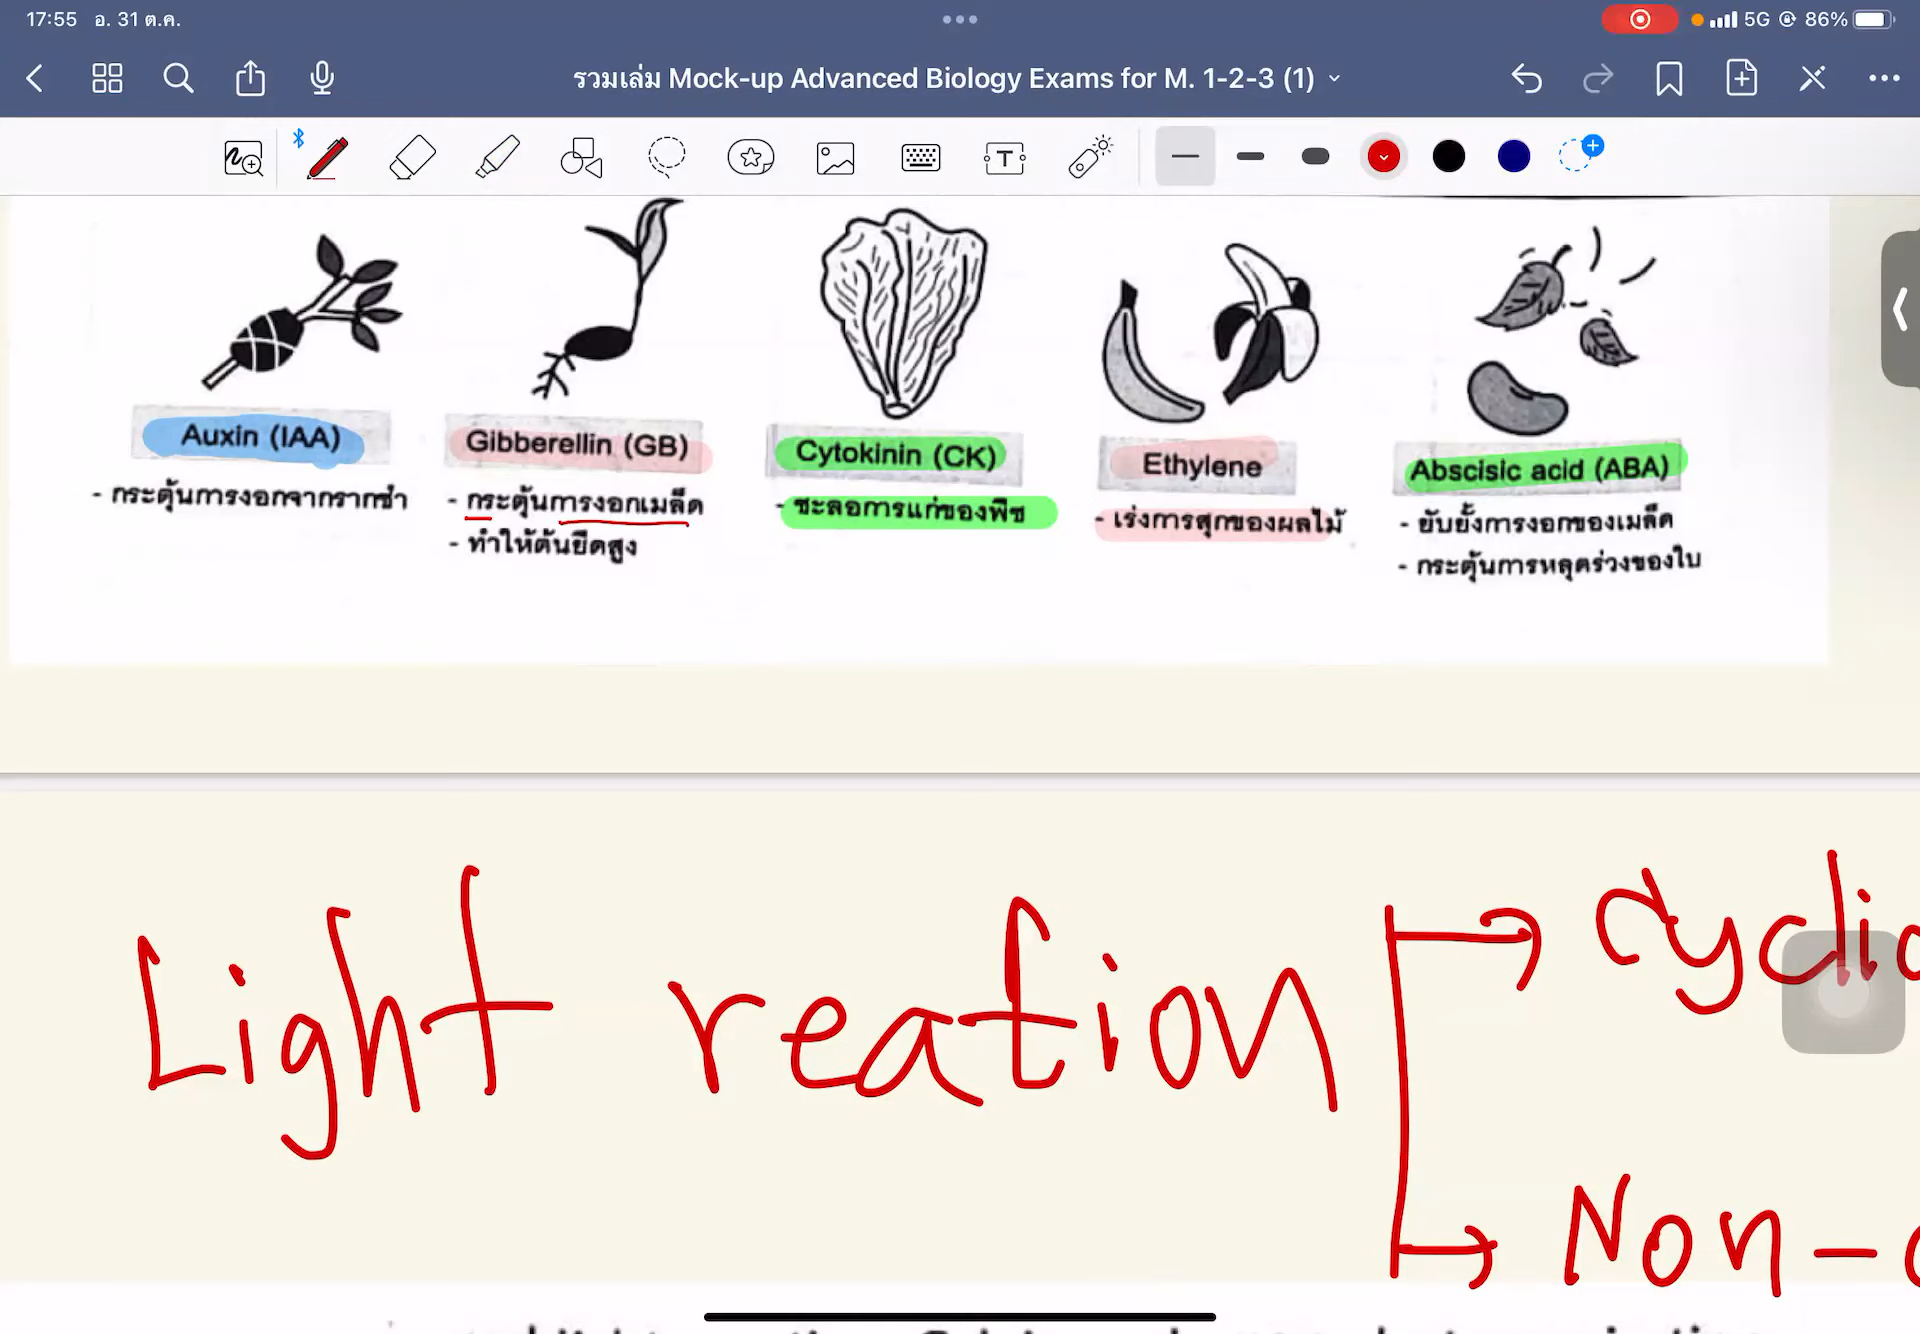 17:55 อ. 31 ต.ค.
5G 86%
รวมเล่ม Mock-up Advanced Biology Exams for M. 1-2-3 (1)
T
Auxin (IAA)
- กระตุ้นการงอกจากรากชำ
Gibberellin (GB)
- กระตุ้นการงอกเมล็ด
- ทำให้ต้นยืดสูง
Cytokinin (CK)
- ชะลอการแก่ของพืช
Ethylene
- เร่งการสุกของผลไม้
Abscisic acid (ABA)
- ยับยั้งการงอกของเมล็ด
- กระตุ้นการหลุดร่วงของใบ
Light reation
cyclic
Non-